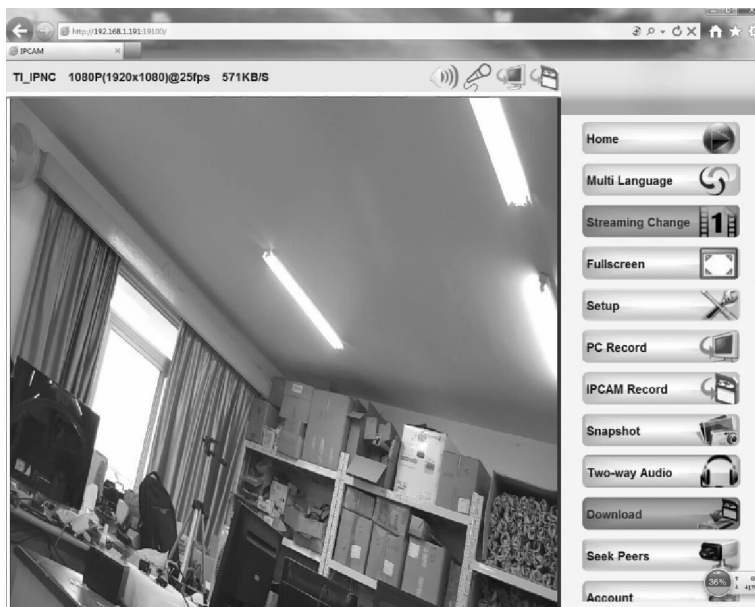 http://192.168.1.191:19100/
IPCAM
TI_IPNC 1080P(1920x1080)@25fps 571KB/S
Home
Multi Language
Streaming Change
Fullscreen
Setup
PC Record
IPCAM Record
Snapshot
Two-way Audio
Download
Seek Peers
36%
Account